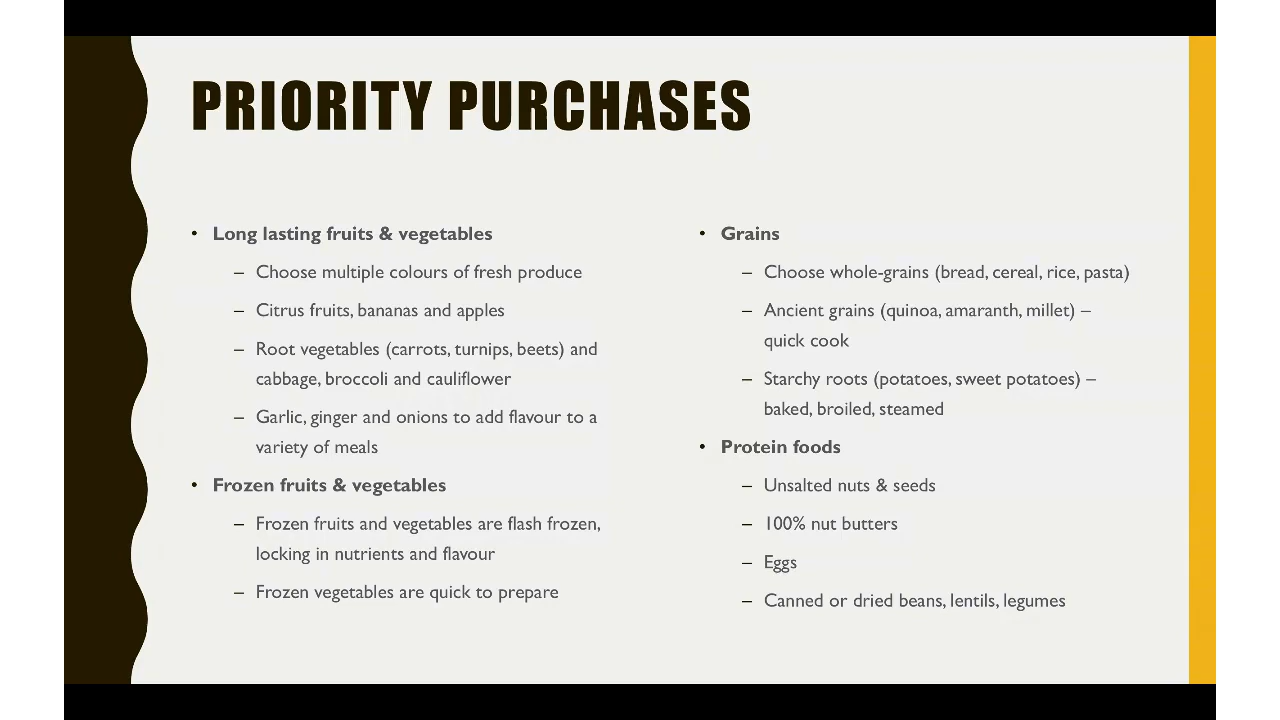 PRIORITY PURCHASES
• Long lasting fruits & vegetables
– Choose multiple colours of fresh produce
– Citrus fruits, bananas and apples
– Root vegetables (carrots, turnips, beets) and
cabbage, broccoli and cauliflower
– Garlic, ginger and onions to add flavour to a
variety of meals
• Frozen fruits & vegetables
– Frozen fruits and vegetables are flash frozen,
locking in nutrients and flavour
– Frozen vegetables are quick to prepare
• Grains
– Choose whole-grains (bread, cereal, rice, pasta)
– Ancient grains (quinoa, amaranth, millet) –
quick cook
– Starchy roots (potatoes, sweet potatoes) –
baked, broiled, steamed
• Protein foods
– Unsalted nuts & seeds
– 100% nut butters
– Eggs
– Canned or dried beans, lentils, legumes